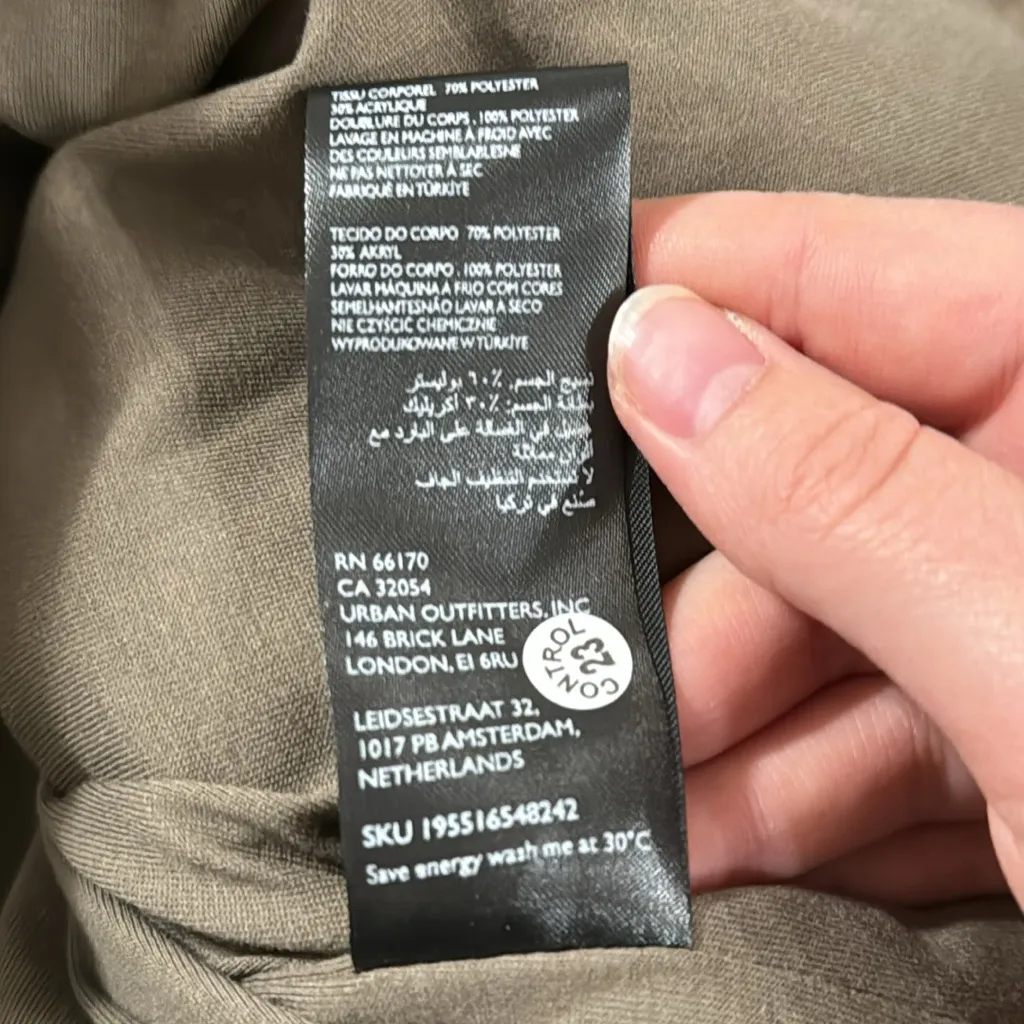 TISSU CORPOREL 70% POLYESTER
30% ACRYLIQUE
DOUBLURE DU CORPS . 100% POLYESTER
LAVAGE EN MACHINE À FROID AVEC
DES COULEURS SEMBLABLESNE
NE PAS NETTOYER À SEC
FABRIQUÉ EN TÜRKIYE
TECIDO DO CORPO 70% POLYESTER
30% AKRYL
FORRO DO CORPO . 100% POLYESTER
LAVAR MÁQUINA A FRIO COM CORES
SEMELHANTESNÃO LAVAR A SECO
NIE CZYŚCIĆ CHEMICZNIE
WYPRODUKOWANE W TÜRKIYE
الجسم: ٦٠٪ بوليستر
الجسم: ٣٠٪ أكريليك
في الغسالة على البارد مع
مماثلة
لا تستخدم التنظيف الجاف
صنع في تركيا
RN 66170
CA 32054
URBAN OUTFITTERS, INC
146 BRICK LANE
LONDON, E1 6RU
CONTROL
23
LEIDSESTRAAT 32,
1017 PB AMSTERDAM,
NETHERLANDS
SKU 195516548242
Save energy wash me at 30°C